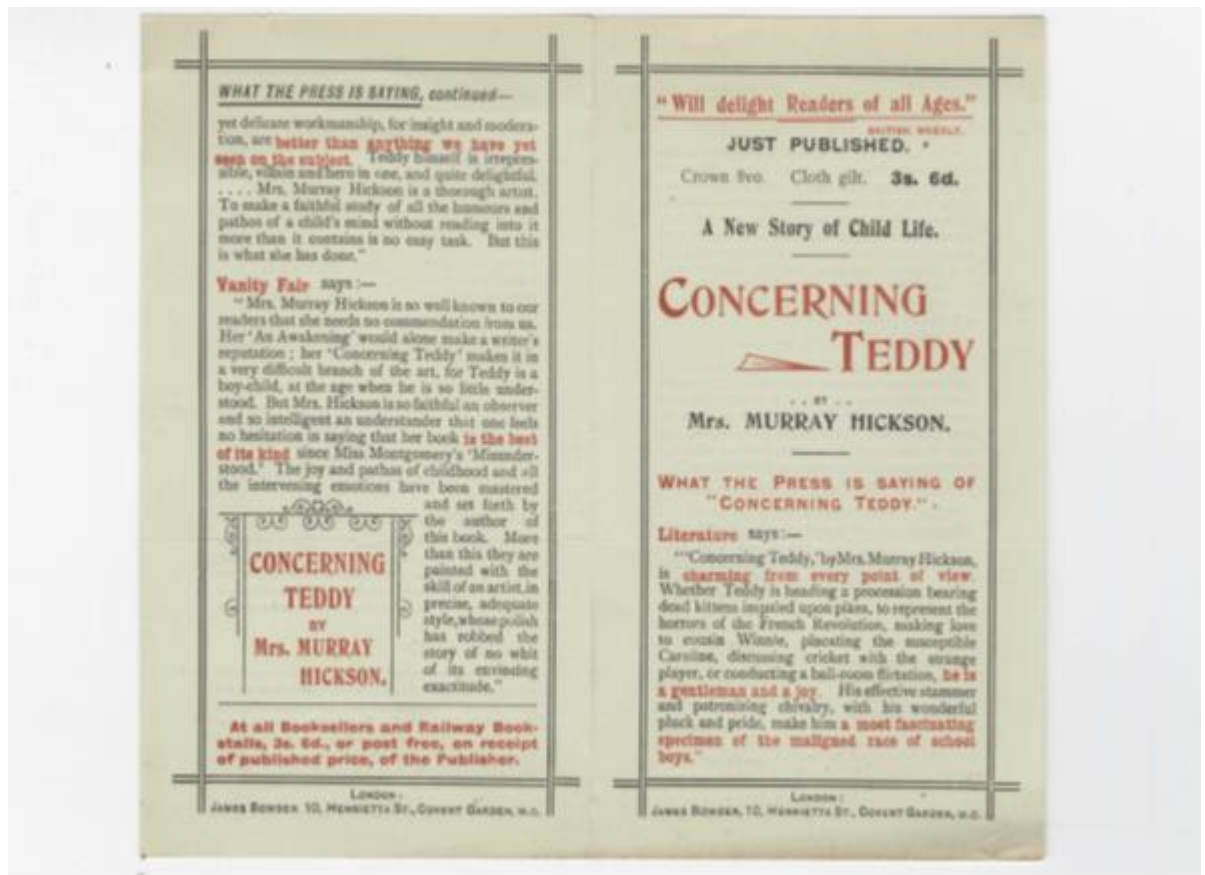 WHAT THE PRESS IS SAYING, continued—
yet delicate workmanship, for insight and modera-
tion, are better than anything we have yet
seen on the subject. Teddy himself is irrepres-
sible, villain and hero in one, and quite delightful.
. . . . Mrs. Murray Hickson is a thorough artist.
To make a faithful study of all the humours and
pathos of a child's mind without reading into it
more than it contains is no easy task. But this
is what she has done."
Vanity Fair says :—
"Mrs. Murray Hickson is so well known to our
readers that she needs no commendation from us.
Her 'An Awakening' would alone make a writer's
reputation ; her 'Concerning Teddy' makes it in
a very difficult branch of the art, for Teddy is a
boy-child, at the age when he is so little under-
stood. But Mrs. Hickson is so faithful an observer
and so intelligent an understander that one feels
no hesitation in saying that her book is the best
of its kind since Miss Montgomery's 'Misunder-
stood.' The joy and pathos of childhood and all
the intervening emotions have been mastered
and set forth by
the author of
this book. More
than this they are
painted with the
skill of an artist, in
precise, adequate
style, whose polish
has robbed the
story of no whit
of its convincing
exactitude."
CONCERNING
TEDDY
BY
Mrs. MURRAY
HICKSON.
At all Booksellers and Railway Book-
stalls, 3s. 6d., or post free, on receipt
of published price, of the Publisher.
LONDON :
JAMES BOWDEN, 10, HENRIETTA ST., COVENT GARDEN, W.C.
"Will delight Readers of all Ages."
BRITISH WEEKLY.
JUST PUBLISHED.
Crown 8vo. Cloth gilt. 3s. 6d.
A New Story of Child Life.
CONCERNING
TEDDY
. . BY . .
Mrs. MURRAY HICKSON.
WHAT THE PRESS IS SAYING OF
"CONCERNING TEDDY."
Literature says :—
"'Concerning Teddy,' by Mrs. Murray Hickson,
is charming from every point of view.
Whether Teddy is heading a procession bearing
dead kittens impaled upon pikes, to represent the
horrors of the French Revolution, making love
to cousin Winnie, placating the susceptible
Caroline, discussing cricket with the strange
player, or conducting a ball-room flirtation, he is
a gentleman and a joy. His effective stammer
and patronising chivalry, with his wonderful
pluck and pride, make him a most fascinating
specimen of the maligned race of school
boys."
LONDON :
JAMES BOWDEN, 10, HENRIETTA ST., COVENT GARDEN, W.C.